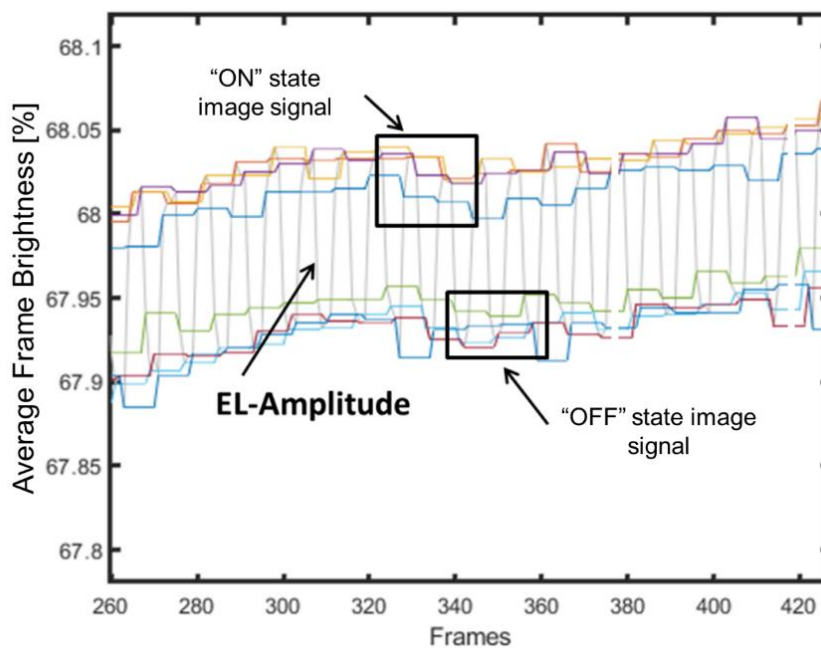 68.1
68.05
68
67.95
67.9
67.85
67.8
Average Frame Brightness [%]
“ON” state
image signal
EL-Amplitude
“OFF” state image
signal
260 280 300 320 340 360 380 400 420
Frames